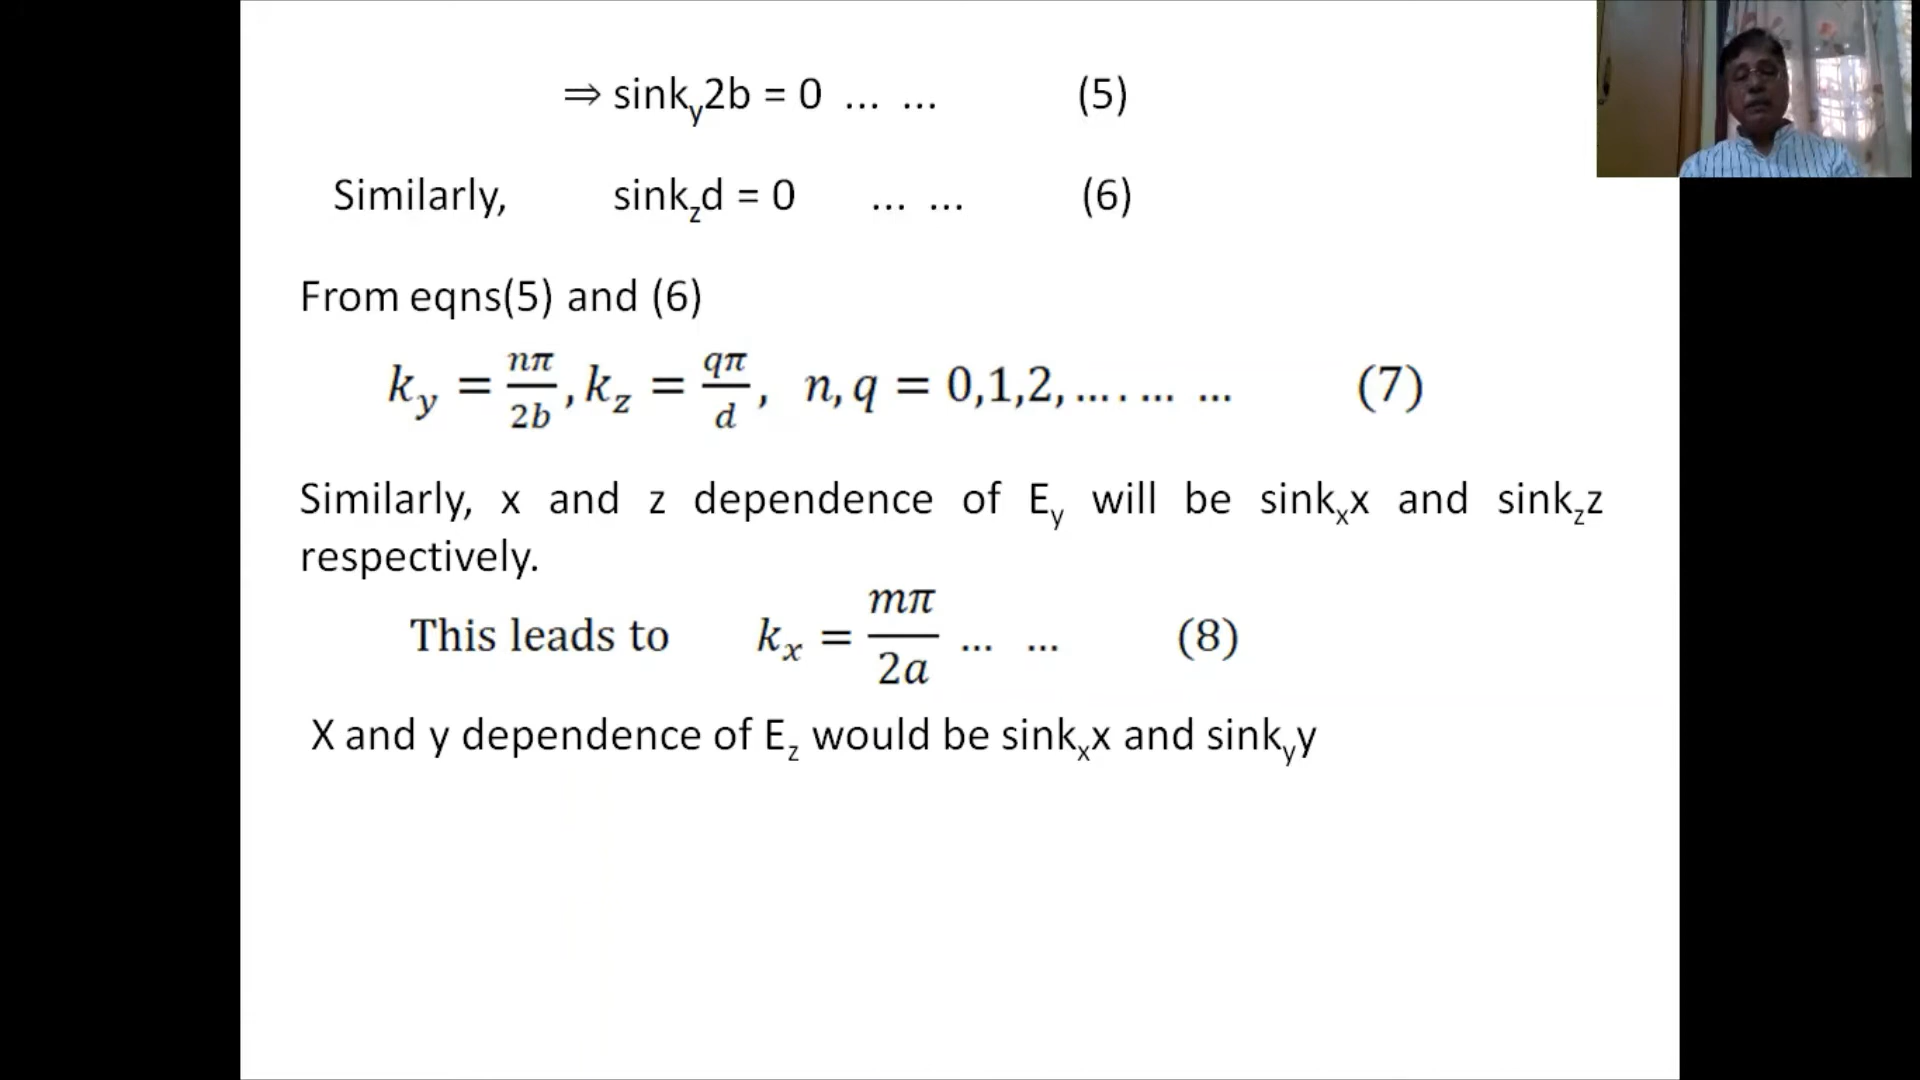 ⇒ sink_y2b = 0 ... ... (5)
Similarly, sink_zd = 0 ... ... (6)
From eqns(5) and (6)
k_y = nπ/2b, k_z = qπ/d, n, q = 0,1,2, .... ... ... (7)
Similarly, x and z dependence of E_y will be sink_xx and sink_zz
respectively.
This leads to k_x = mπ/2a ... ... (8)
X and y dependence of E_z would be sink_xx and sink_yy